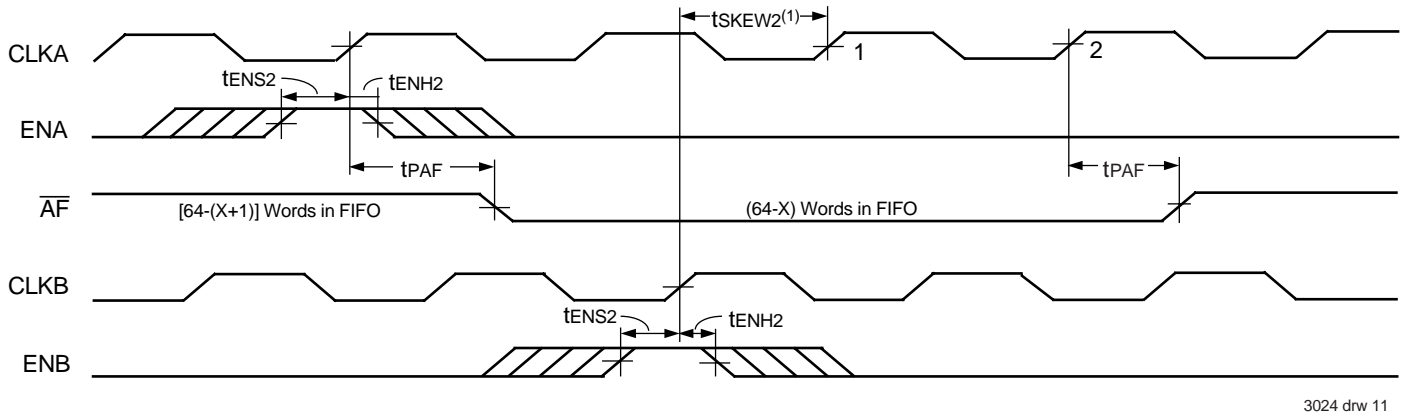 tSKEW2(1)
CLKA
1
2
tENS2
tENH2
ENA
tPAF
tPAF
AF
[64-(X+1)] Words in FIFO
(64-X) Words in FIFO
CLKB
tENS2
tENH2
ENB
3024 drw 11